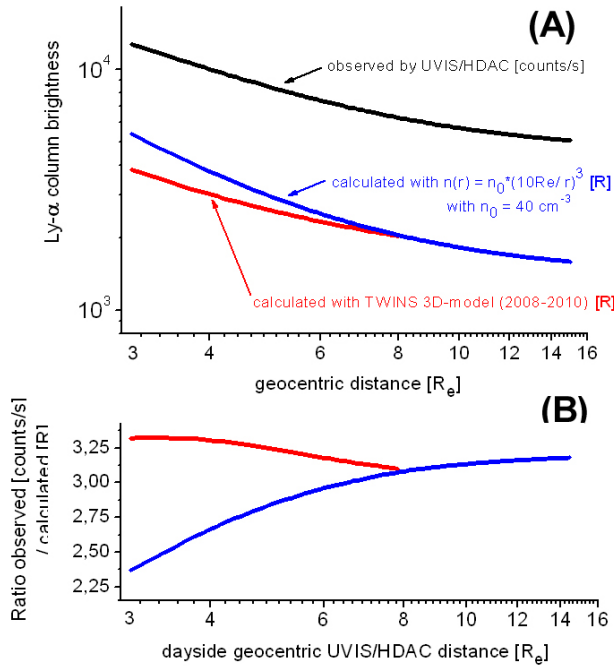 (A)
10⁴
10³
Ly-α column brightness
observed by UVIS/HDAC [counts/s]
calculated with n(r) = n₀*(10Re/ r)³ [R]
with n₀ = 40 cm⁻³
calculated with TWINS 3D-model (2008-2010) [R]
3 4 6 8 10 12 14 16
geocentric distance [Rₑ]
(B)
Ratio observed [counts/s]
/ calculated [R]
3,25
3,00
2,75
2,50
2,25
3 4 6 8 10 12 14 16
dayside geocentric UVIS/HDAC distance [Rₑ]